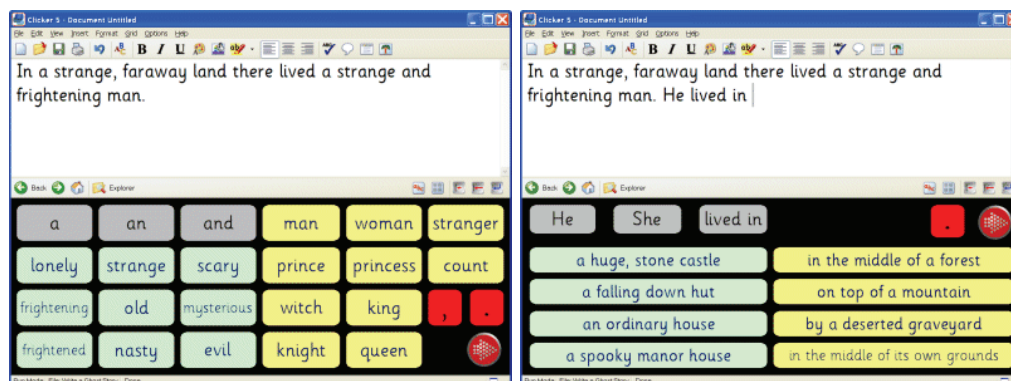 Clicker 5 - Document Untitled
File Edit View Insert Format Grid Options Help
B I U
In a strange, faraway land there lived a strange and
frightening man.
Back Explorer
a an and man woman stranger
lonely strange scary prince princess count
frightening old mysterious witch king , .
frightened nasty evil knight queen
Clicker 5 - Document Untitled
File Edit View Insert Format Grid Options Help
B I U
In a strange, faraway land there lived a strange and
frightening man. He lived in
Back Explorer
He She lived in .
a huge, stone castle in the middle of a forest
a falling down hut on top of a mountain
an ordinary house by a deserted graveyard
a spooky manor house in the middle of its own grounds